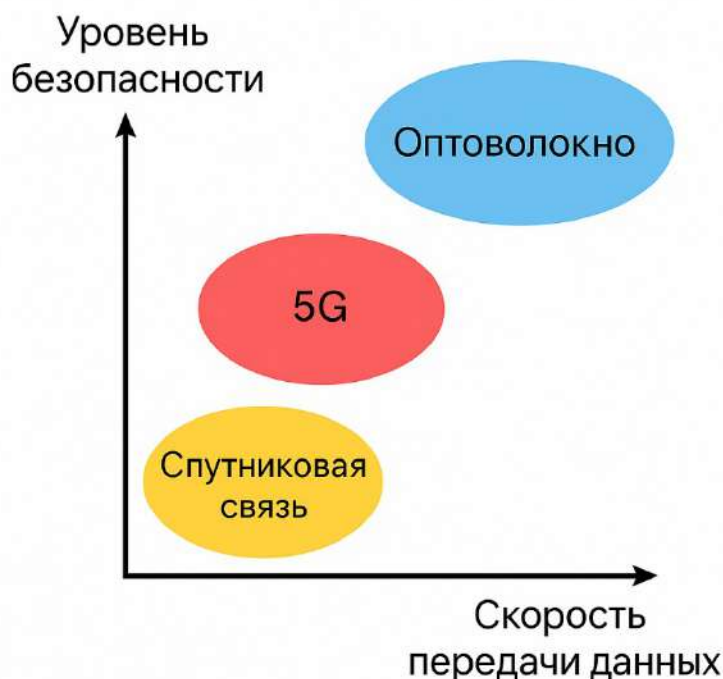 Уровень
безопасности
Оптоволокно
5G
Спутниковая
связь
Скорость
передачи данных